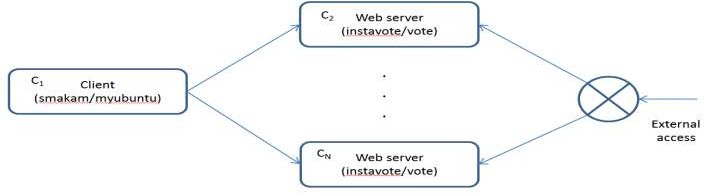 C2 Web server
(instavote/vote)
C1 Client
(smakam/myubuntu)
External
access
CN Web server
(instavote/vote)